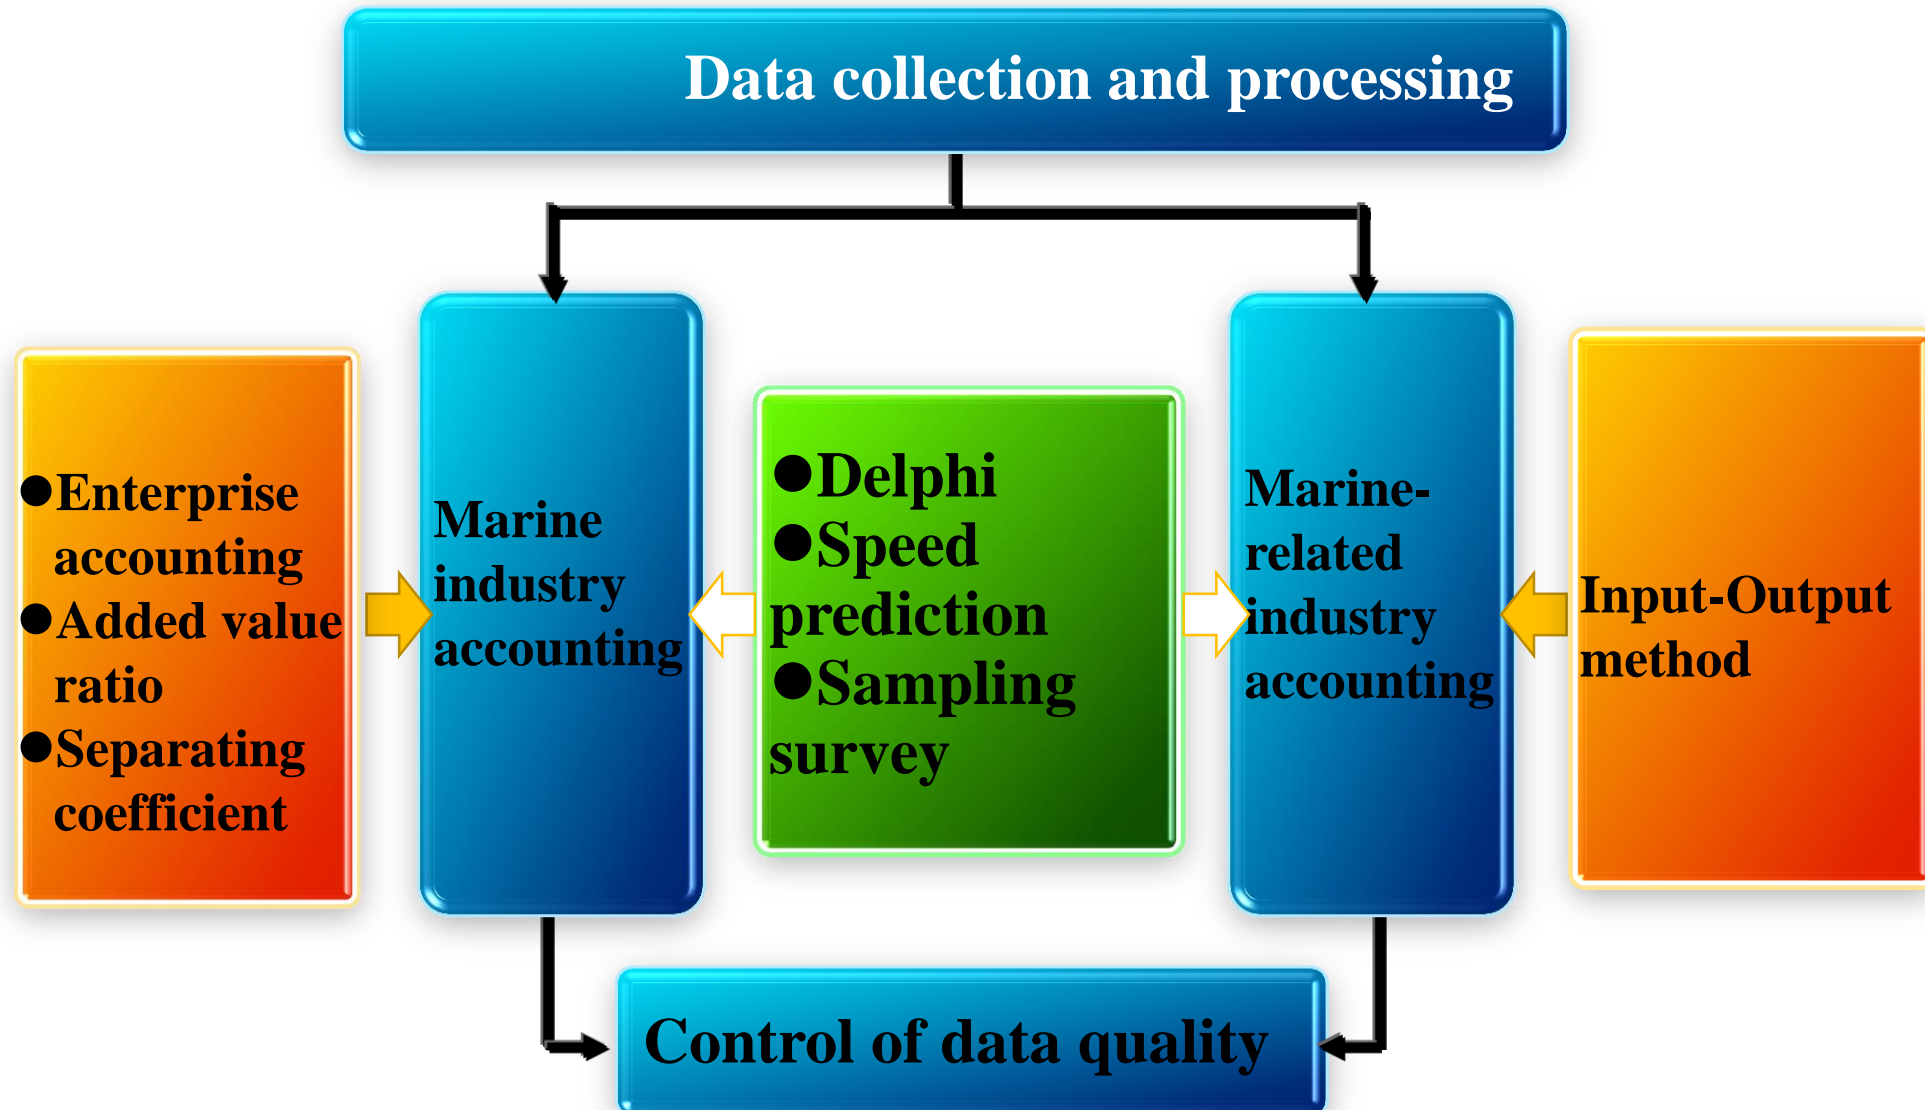 Data collection and processing
●Enterprise
accounting
●Added value
ratio
●Separating
coefficient
Marine
industry
accounting
●Delphi
●Speed
prediction
●Sampling
survey
Marine-
related
industry
accounting
Input-Output
method
Control of data quality